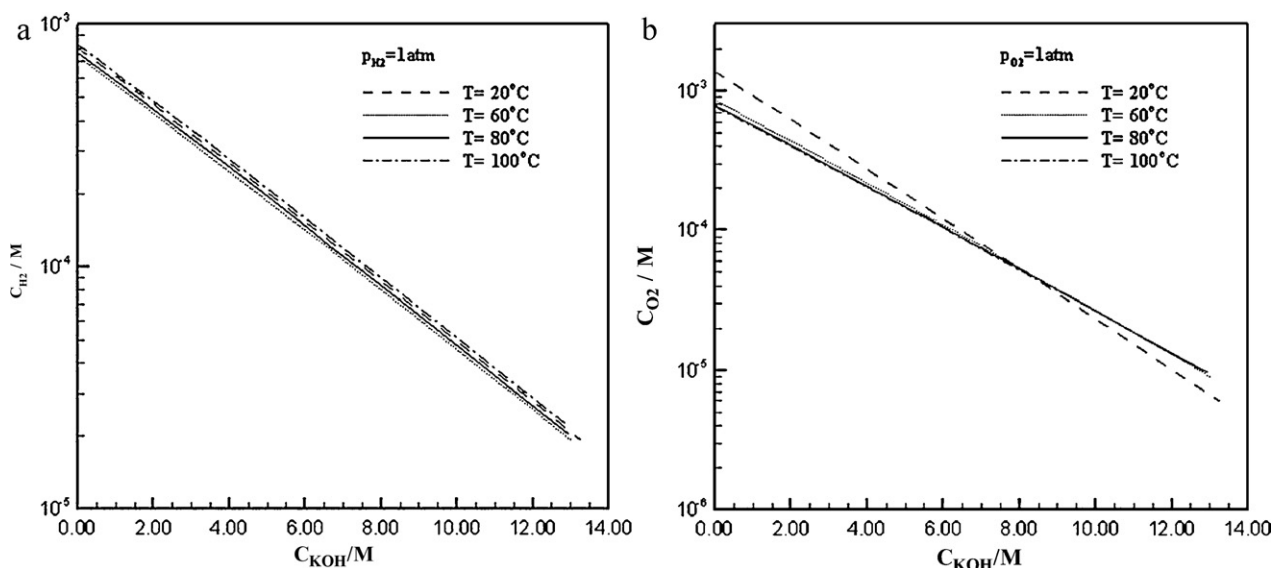 a
10⁻³
10⁻⁴
10⁻⁵
C_H2 / M
p_H2=1atm
T= 20°C
T= 60°C
T= 80°C
T= 100°C
0.00 2.00 4.00 6.00 8.00 10.00 12.00 14.00
C_KOH/M
b
10⁻³
10⁻⁴
10⁻⁵
10⁻⁶
C_O2 / M
p_O2=1atm
T= 20°C
T= 60°C
T= 80°C
T= 100°C
0.00 2.00 4.00 6.00 8.00 10.00 12.00 14.00
C_KOH/M